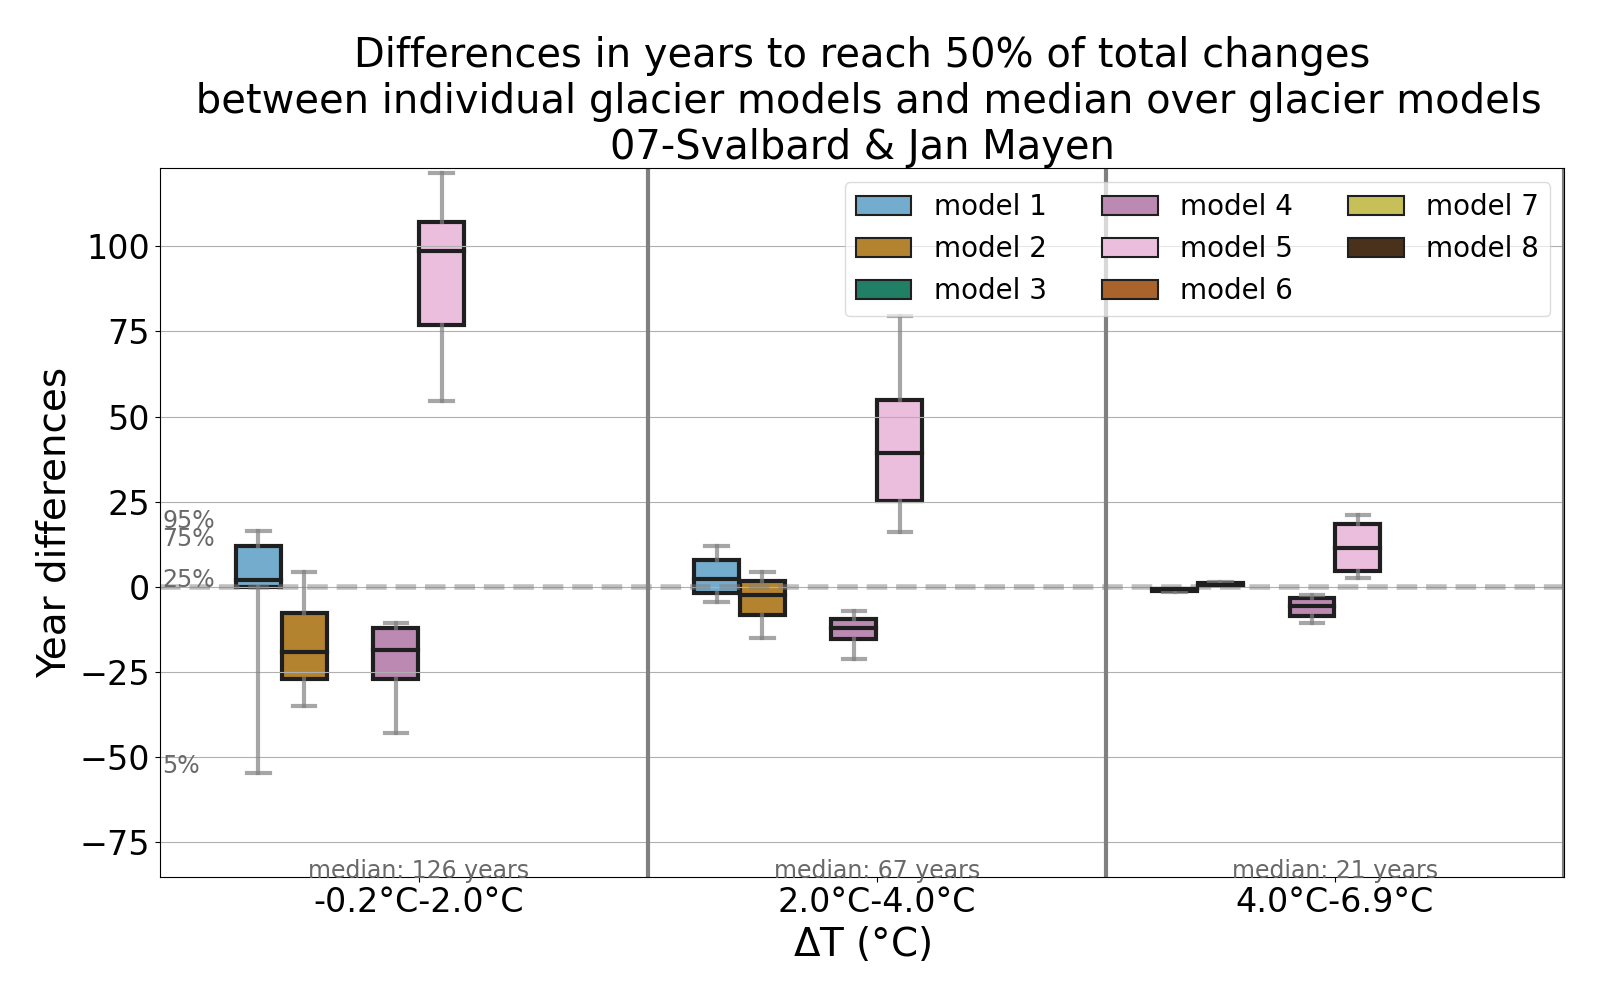 Differences in years to reach 50% of total changes
between individual glacier models and median over glacier models
07-Svalbard & Jan Mayen
model 1
model 2
model 3
model 4
model 5
model 6
model 7
model 8
Year differences
100
75
50
25
0
−25
−50
−75
95%
75%
25%
5%
median: 126 years
median: 67 years
median: 21 years
-0.2°C-2.0°C
2.0°C-4.0°C
4.0°C-6.9°C
ΔT (°C)